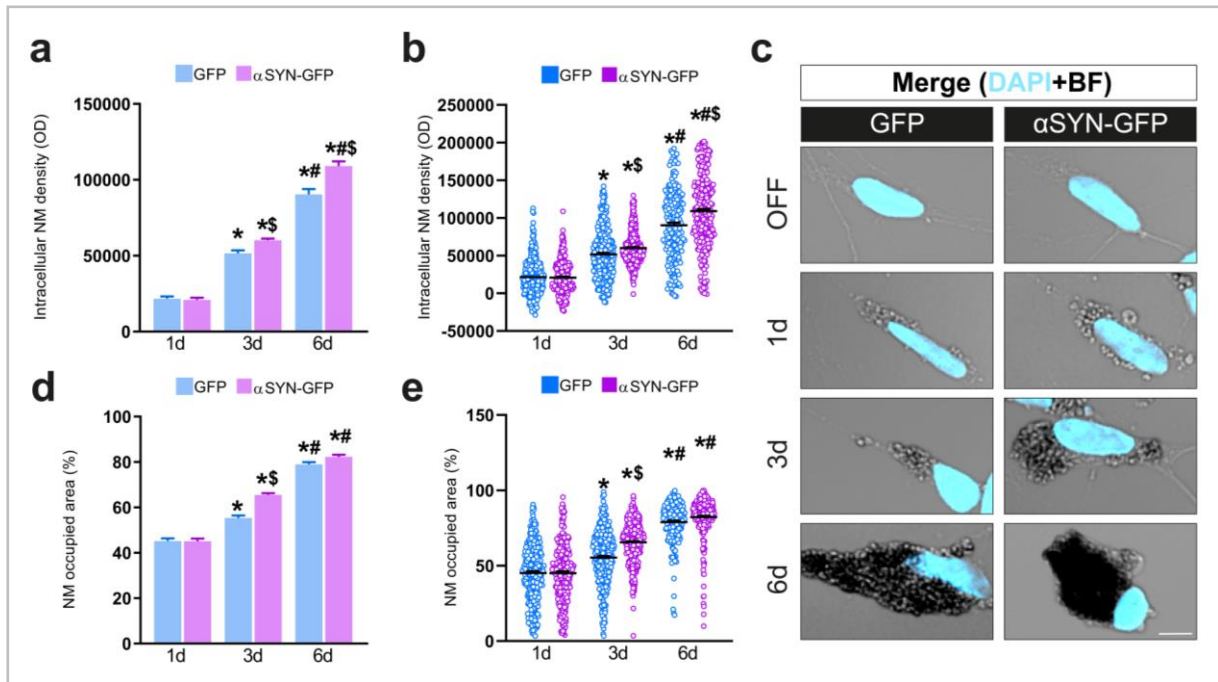 a
GFP αSYN-GFP
Intracellular NM density (OD)
150000
100000
50000
0
*
*$
*#
*#$
1d 3d 6d
b
GFP αSYN-GFP
Intracellular NM density (OD)
250000
200000
150000
100000
50000
0
-50000
*
*$
*#
*#$
1d 3d 6d
c
Merge (DAPI+BF)
GFP αSYN-GFP
OFF
1d
3d
6d
d
GFP αSYN-GFP
NM occupied area (%)
100
80
60
40
20
0
*
*$
*#
*#
1d 3d 6d
e
GFP αSYN-GFP
NM occupied area (%)
150
100
50
0
*
*$
*#
*#
1d 3d 6d